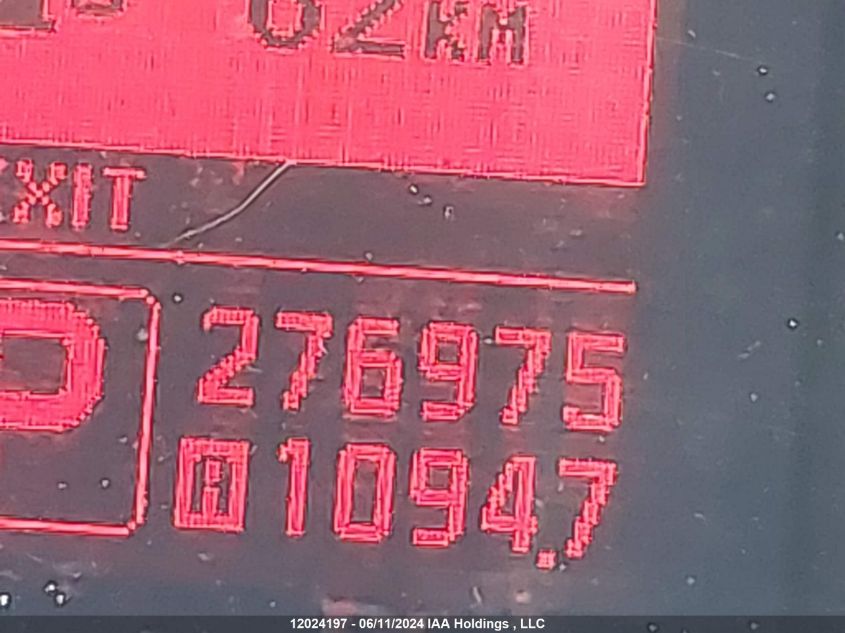 62KM
EXIT
276975
P
A 1094.7
12024197 - 06/11/2024 IAA Holdings , LLC